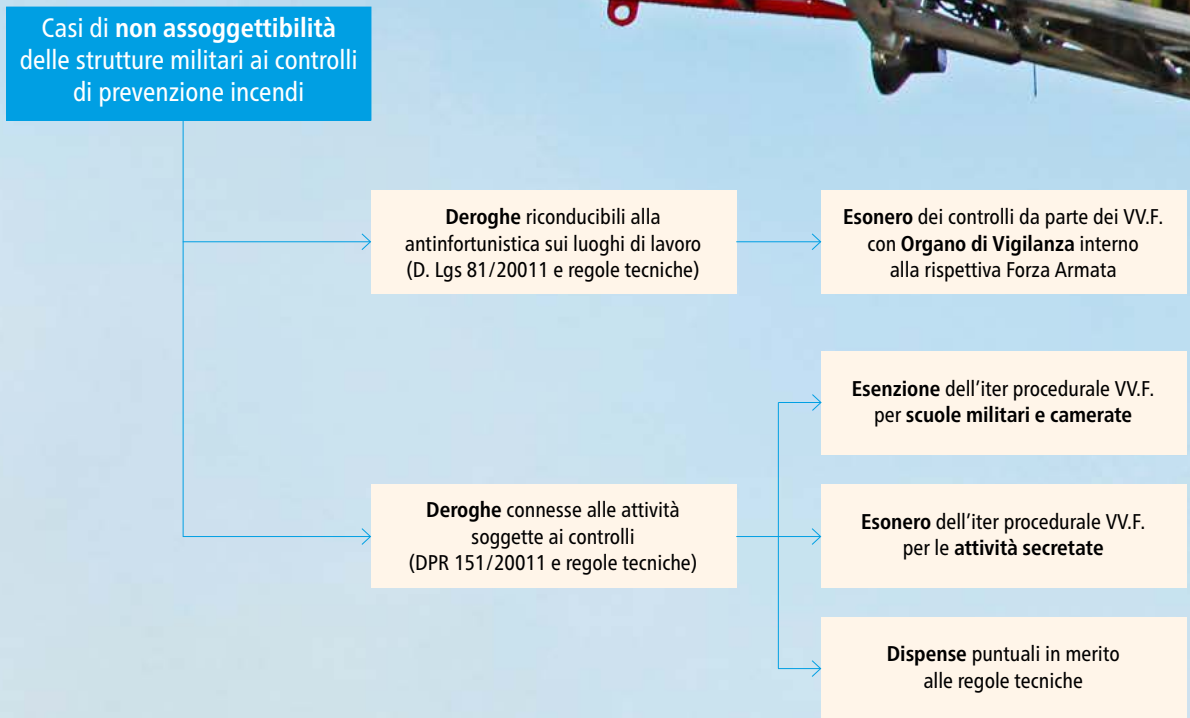 Casi di non assoggettibilità
delle strutture militari ai controlli
di prevenzione incendi
Deroghe riconducibili alla
antinfortunistica sui luoghi di lavoro
(D. Lgs 81/20011 e regole tecniche)
Esonero dei controlli da parte dei VV.F.
con Organo di Vigilanza interno
alla rispettiva Forza Armata
Deroghe connesse alle attività
soggette ai controlli
(DPR 151/20011 e regole tecniche)
Esenzione dell'iter procedurale VV.F.
per scuole militari e camerate
Esonero dell'iter procedurale VV.F.
per le attività secretate
Dispense puntuali in merito
alle regole tecniche